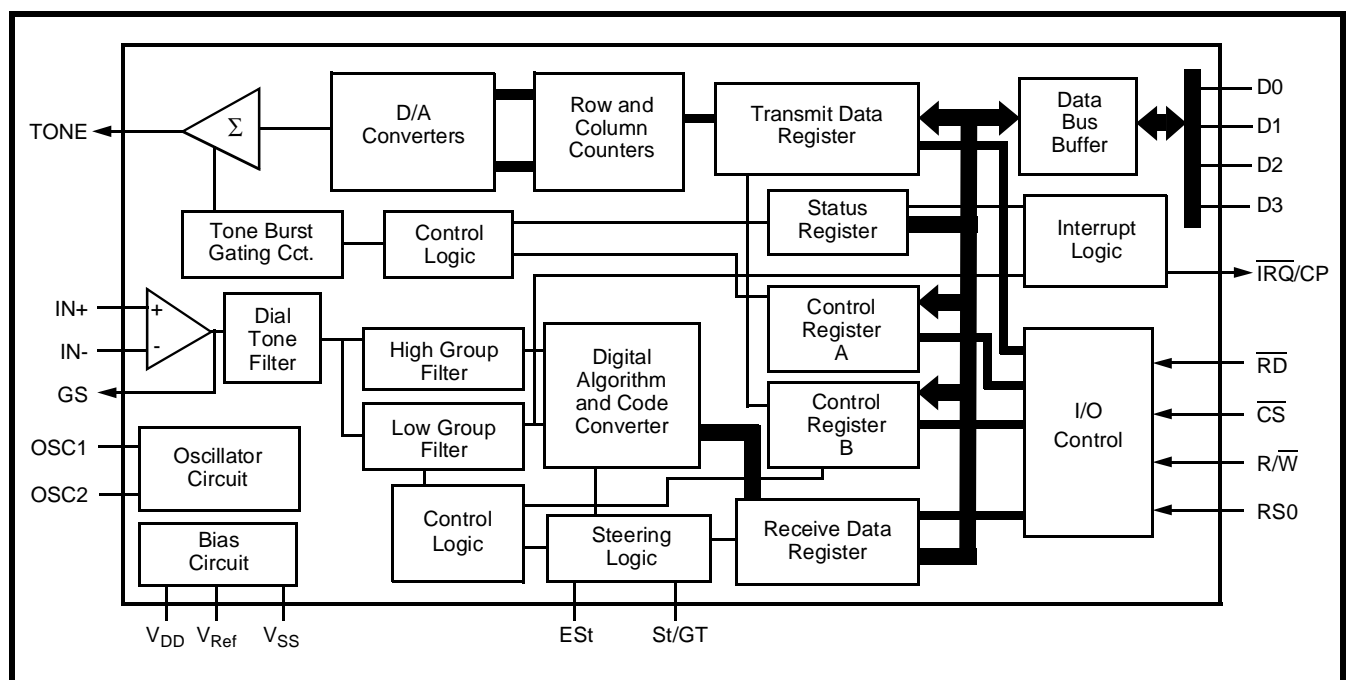 TONE
Σ
D/A
Converters
Row and
Column
Counters
Transmit Data
Register
Data
Bus
Buffer
D0
D1
D2
D3
Tone Burst
Gating Cct.
Control
Logic
Status
Register
Interrupt
Logic
I̅R̅Q̅/CP
IN+
IN-
GS
+
-
Dial
Tone
Filter
High Group
Filter
Low Group
Filter
Digital
Algorithm
and Code
Converter
Control
Register
A
Control
Register
B
I/O
Control
R̅D̅
C̅S̅
R/W̅
RS0
OSC1
OSC2
Oscillator
Circuit
Bias
Circuit
Control
Logic
Steering
Logic
Receive Data
Register
VDD
VRef
VSS
ESt
St/GT